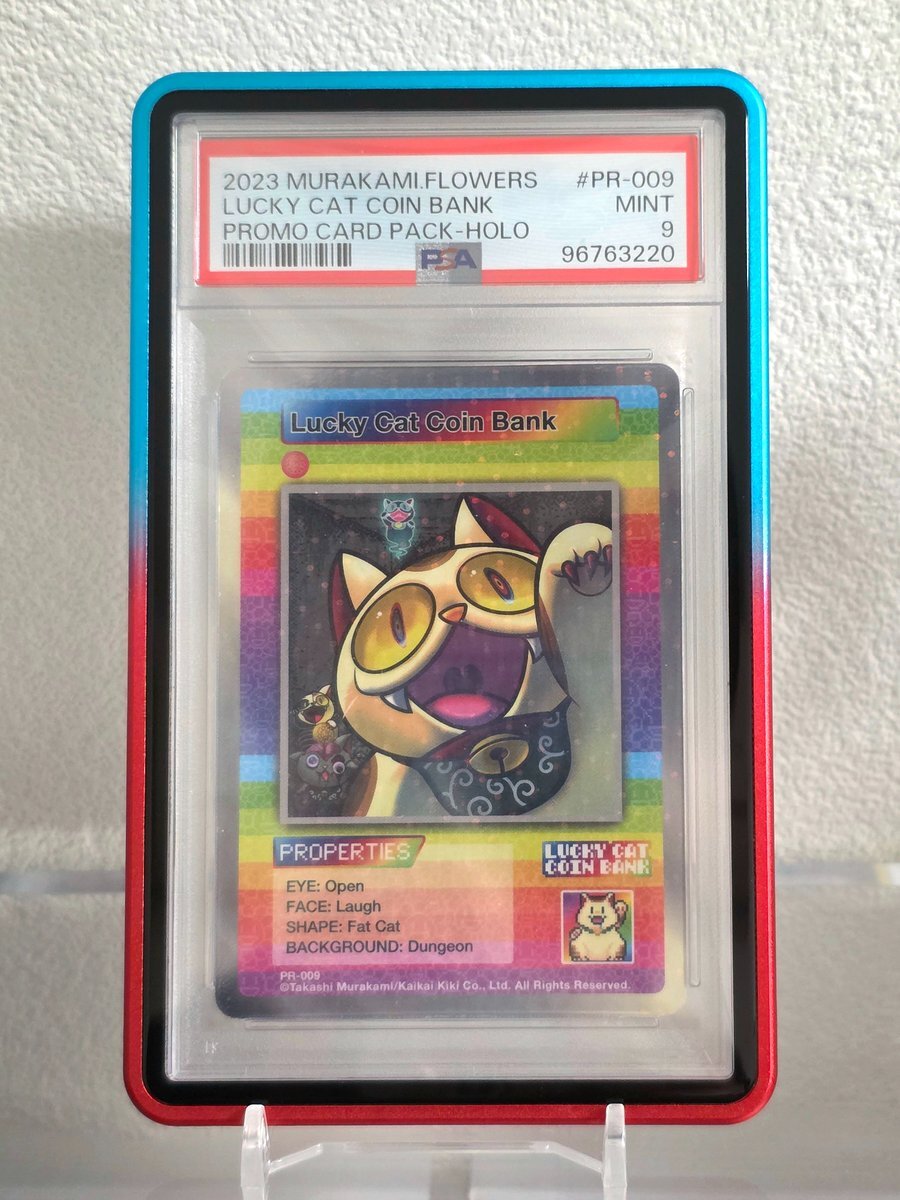 2023 MURAKAMI.FLOWERS #PR-009
LUCKY CAT COIN BANK MINT
PROMO CARD PACK-HOLO 9
PSA 96763220
Lucky Cat Coin Bank
PROPERTIES
LUCKY CAT
COIN BANK
EYE: Open
FACE: Laugh
SHAPE: Fat Cat
BACKGROUND: Dungeon
PR-009
©Takashi Murakami/Kaikai Kiki Co., Ltd. All Rights Reserved.